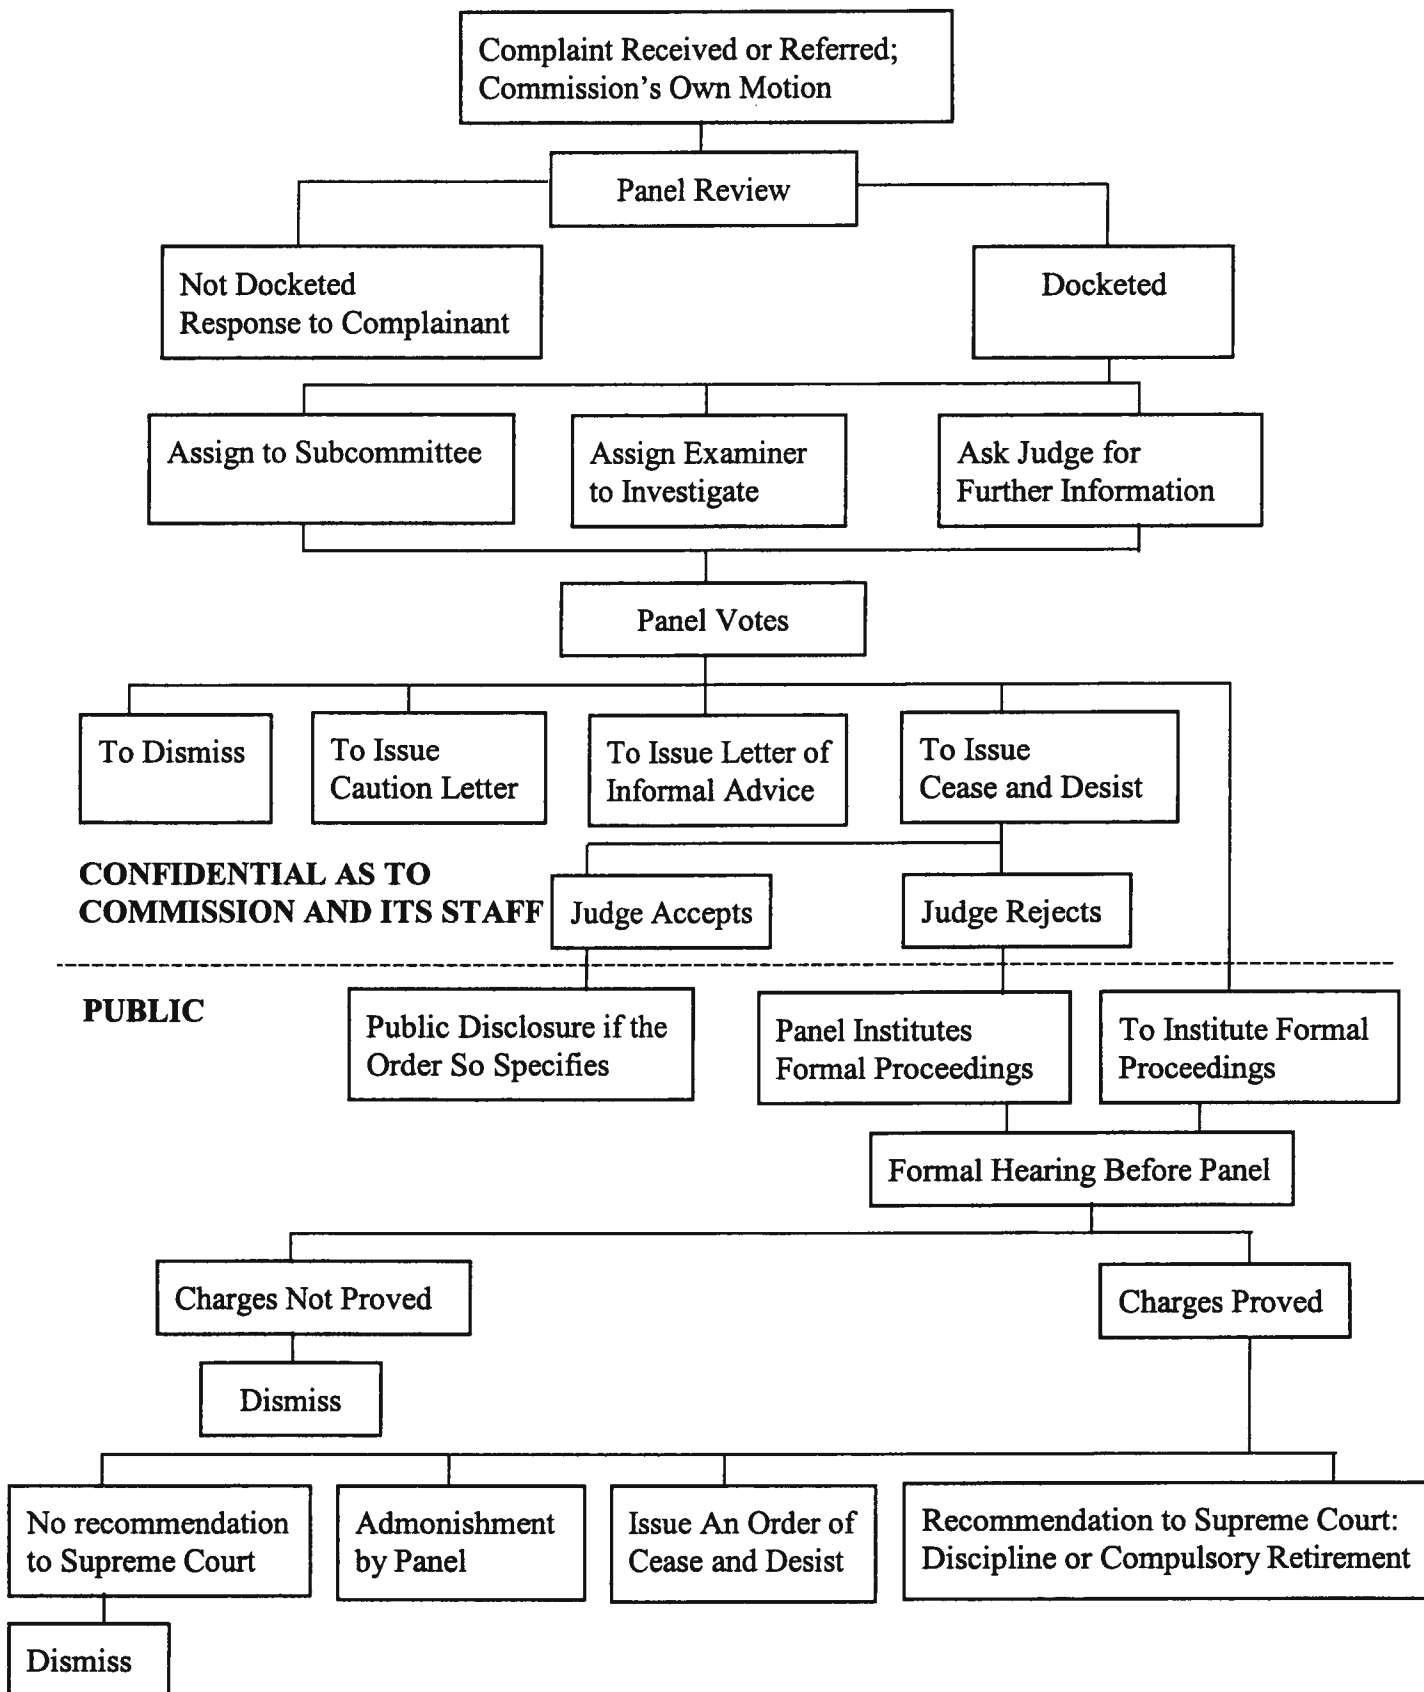 Complaint Received or Referred;
Commission's Own Motion
Panel Review
Not Docketed
Response to Complainant
Docketed
Assign to Subcommittee
Assign Examiner
to Investigate
Ask Judge for
Further Information
Panel Votes
To Dismiss
To Issue
Caution Letter
To Issue Letter of
Informal Advice
To Issue
Cease and Desist
CONFIDENTIAL AS TO
COMMISSION AND ITS STAFF
Judge Accepts
Judge Rejects
PUBLIC
Public Disclosure if the
Order So Specifies
Panel Institutes
Formal Proceedings
To Institute Formal
Proceedings
Formal Hearing Before Panel
Charges Not Proved
Charges Proved
Dismiss
No recommendation
to Supreme Court
Admonishment
by Panel
Issue An Order of
Cease and Desist
Recommendation to Supreme Court:
Discipline or Compulsory Retirement
Dismiss